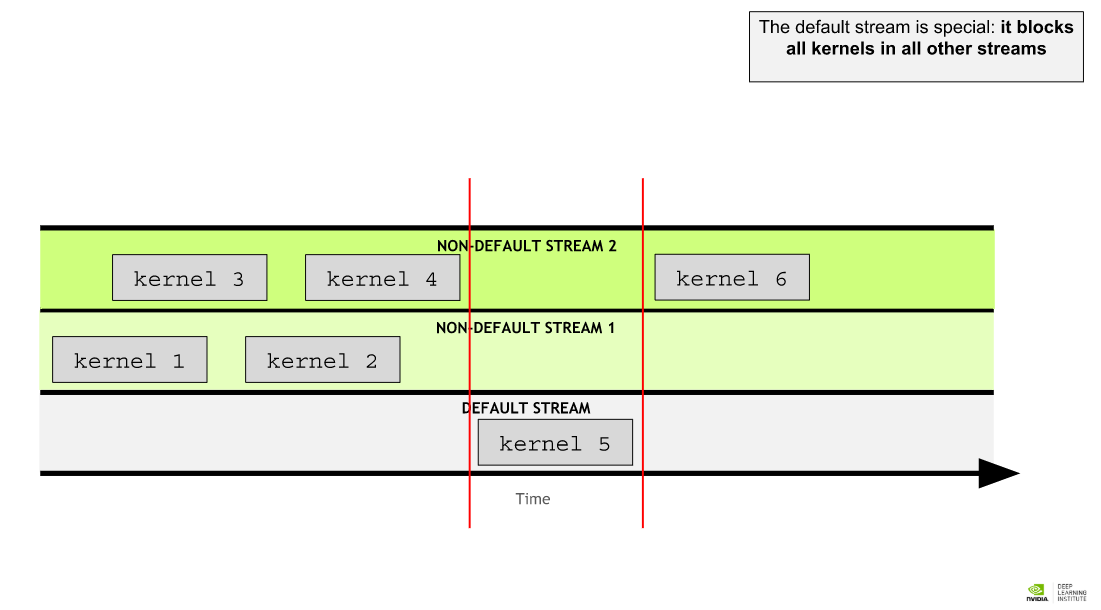 The default stream is special: it blocks
all kernels in all other streams
NON-DEFAULT STREAM 2
kernel 3
kernel 4
kernel 6
NON-DEFAULT STREAM 1
kernel 1
kernel 2
DEFAULT STREAM
kernel 5
Time
NVIDIA
DEEP
LEARNING
INSTITUTE